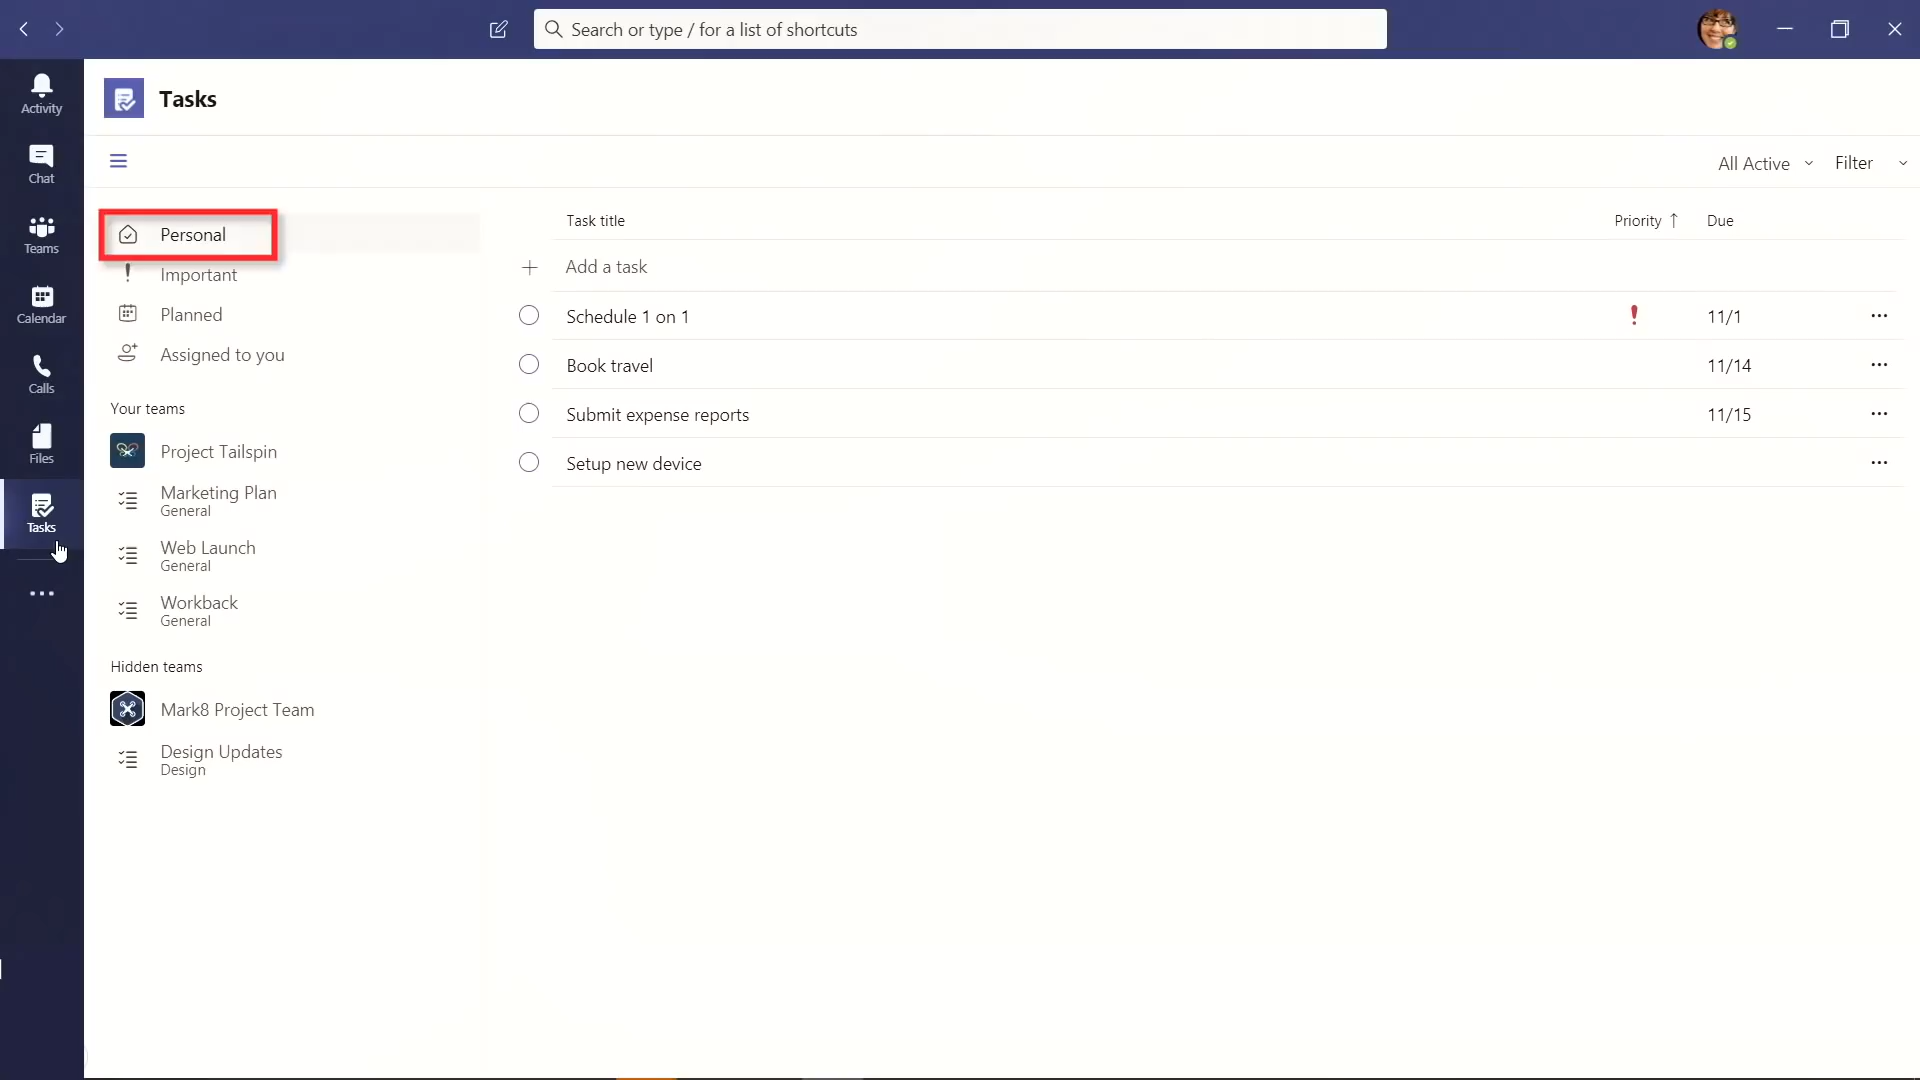 Search or type / for a list of shortcuts
Activity
Chat
Teams
Calendar
Calls
Files
Tasks
Tasks
All Active
Filter
Personal
Important
Planned
Assigned to you
Your teams
Project Tailspin
Marketing Plan
General
Web Launch
General
Workback
General
Hidden teams
Mark8 Project Team
Design Updates
Design
Task title
Priority ↑
Due
Add a task
Schedule 1 on 1
11/1
Book travel
11/14
Submit expense reports
11/15
Setup new device